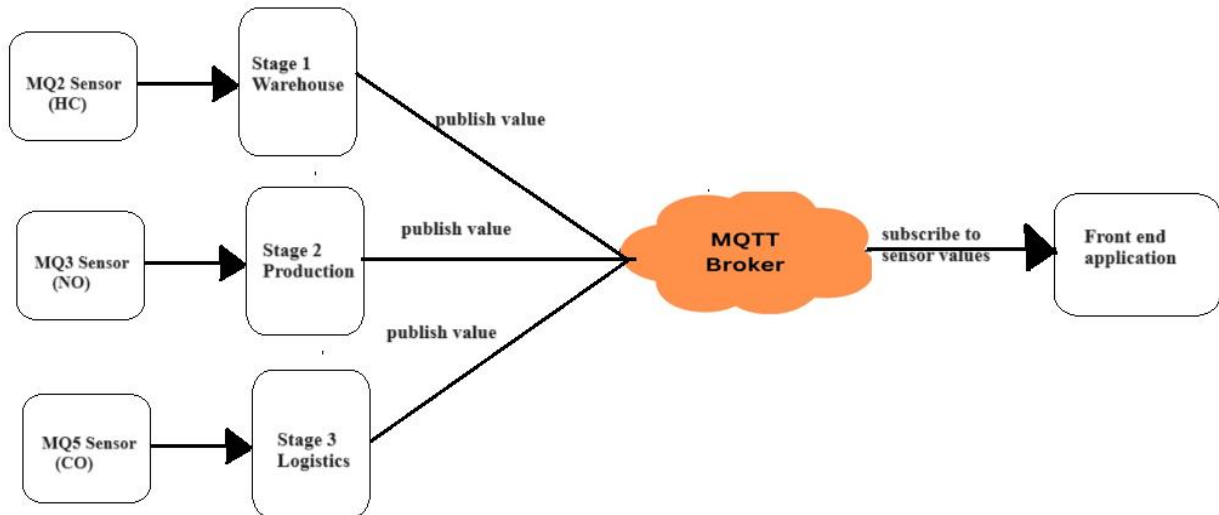 MQ2 Sensor
(HC)
Stage 1
Warehouse
publish value
MQ3 Sensor
(NO)
Stage 2
Production
publish value
MQTT
Broker
subscribe to
sensor values
Front end
application
publish value
MQ5 Sensor
(CO)
Stage 3
Logistics